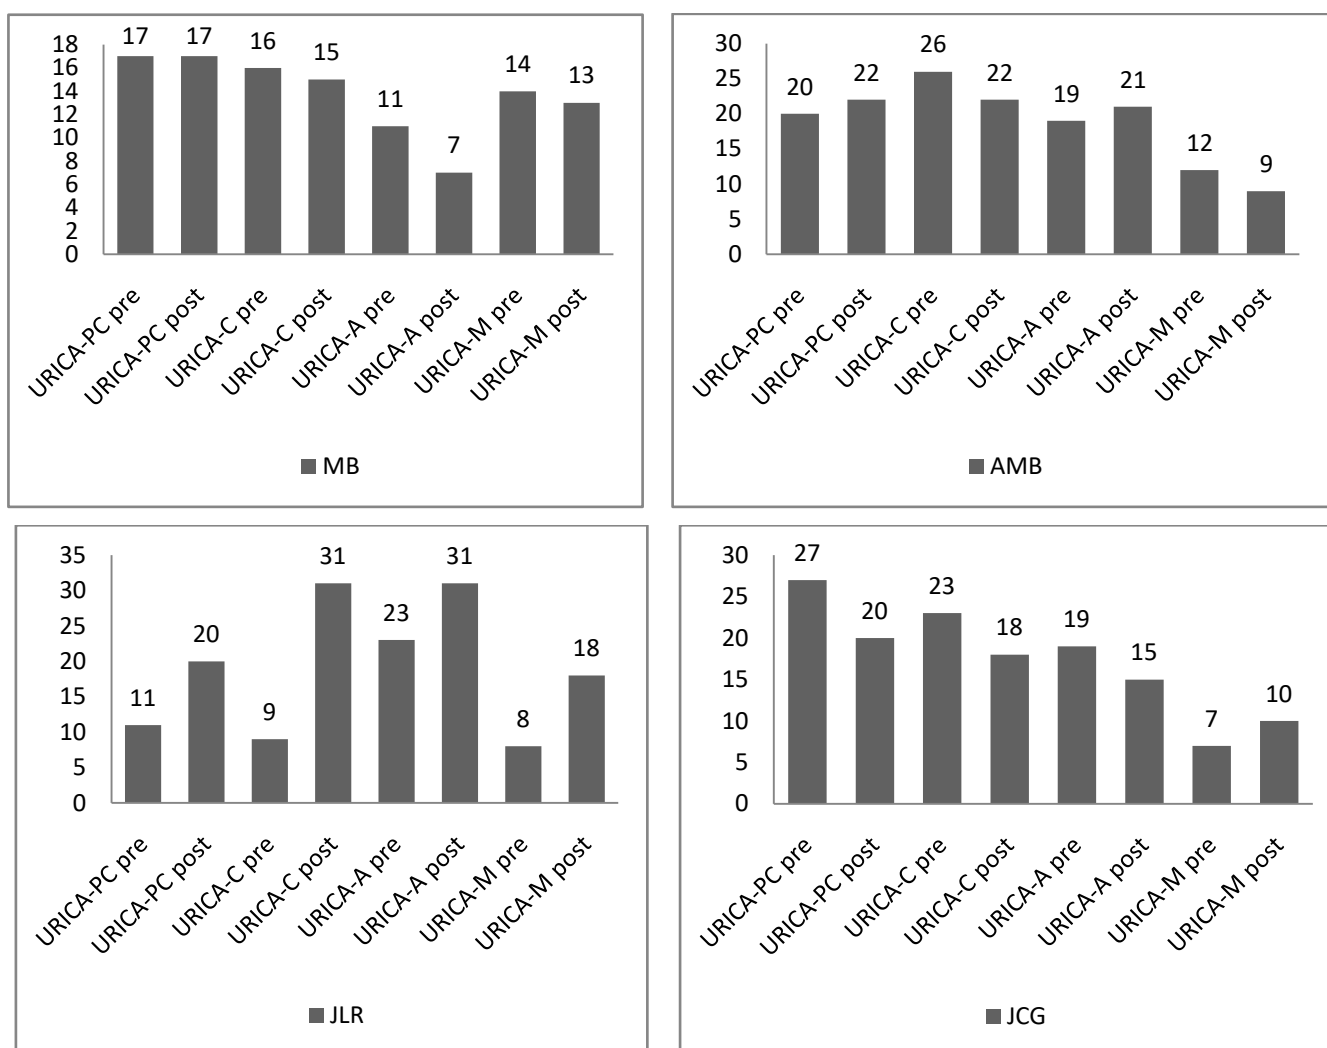 17 17 16 15 11 7 14 13
18
16
14
12
10
8
6
4
2
0
URICA-PC pre
URICA-PC post
URICA-C pre
URICA-C post
URICA-A pre
URICA-A post
URICA-M pre
URICA-M post
MB
20 22 26 22 19 21 12 9
30
25
20
15
10
5
0
URICA-PC pre
URICA-PC post
URICA-C pre
URICA-C post
URICA-A pre
URICA-A post
URICA-M pre
URICA-M post
AMB
11 20 9 31 23 31 8 18
35
30
25
20
15
10
5
0
URICA-PC pre
URICA-PC post
URICA-C pre
URICA-C post
URICA-A pre
URICA-A post
URICA-M pre
URICA-M post
JLR
27 20 23 18 19 15 7 10
30
25
20
15
10
5
0
URICA-PC pre
URICA-PC post
URICA-C pre
URICA-C post
URICA-A pre
URICA-A post
URICA-M pre
URICA-M post
JCG